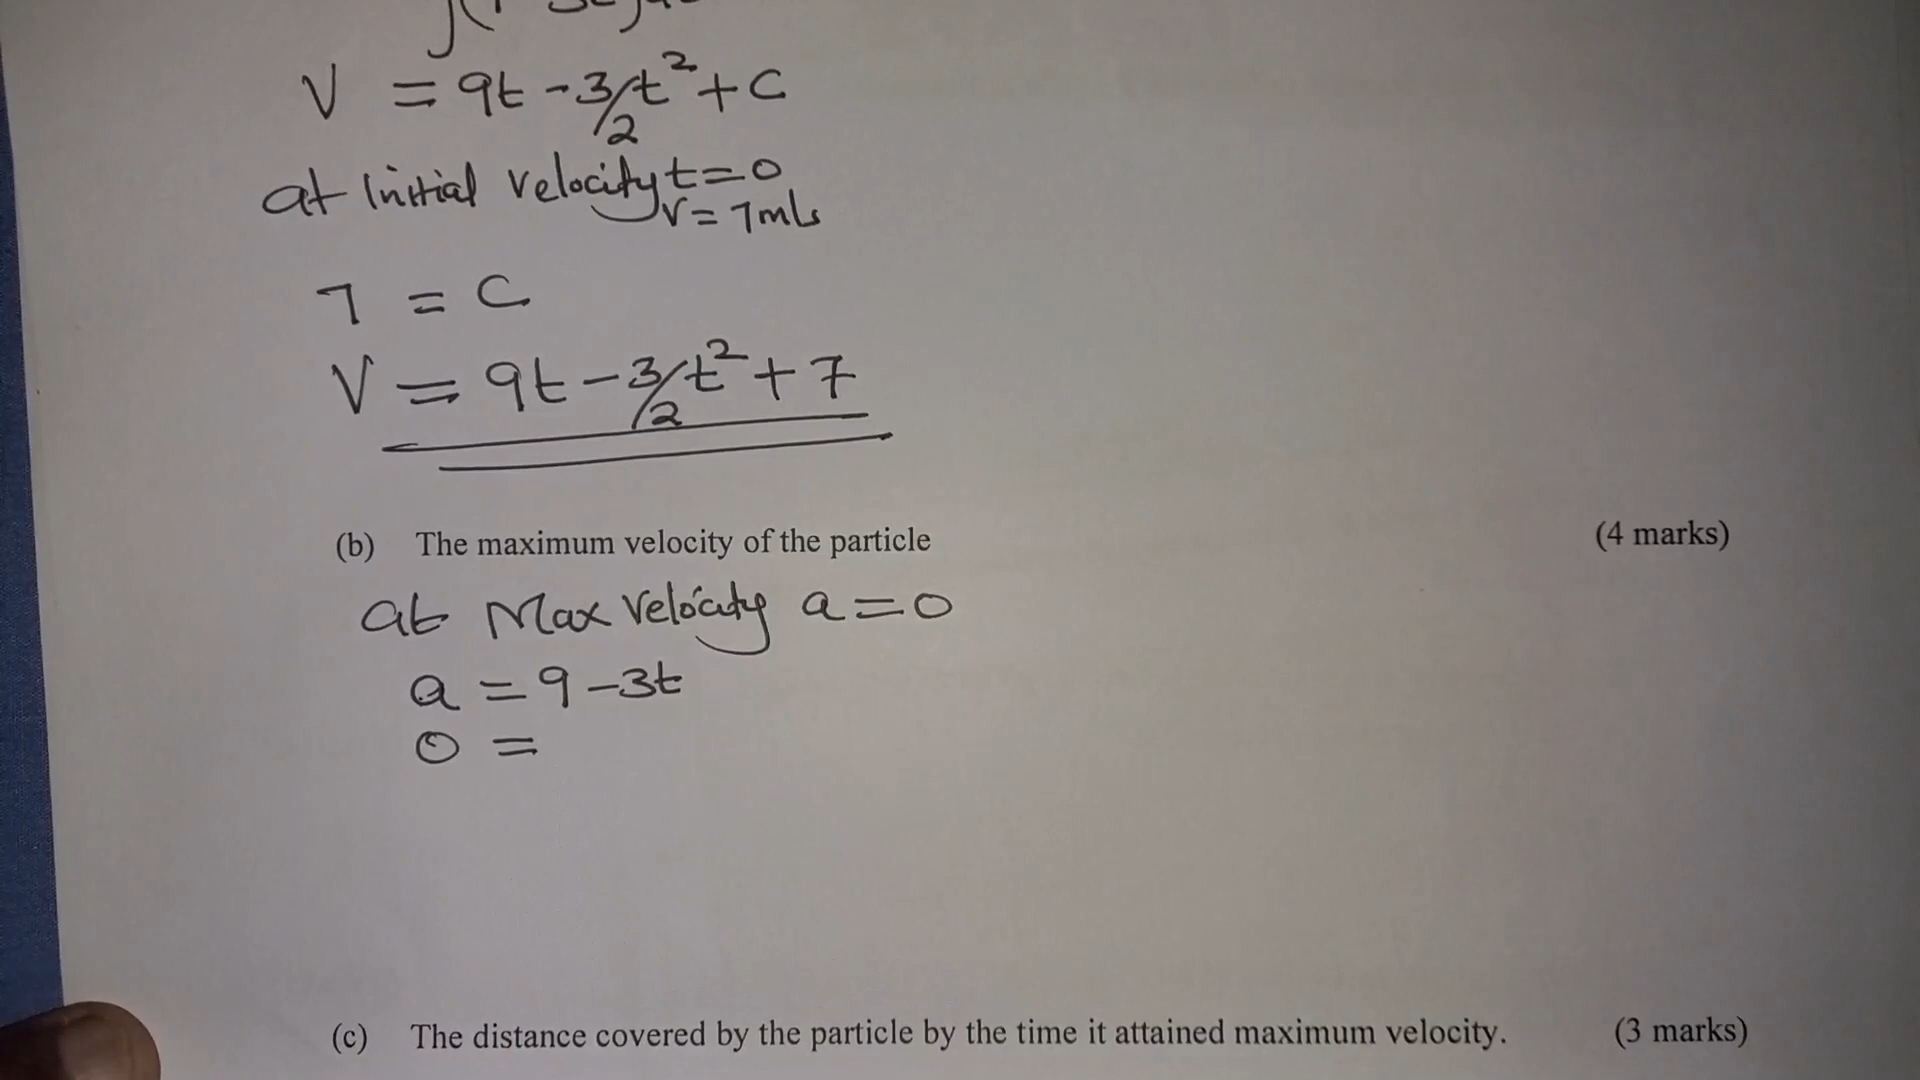 V = 9t - 3/2 t² + C
at Initial velocity t=0
V = 7m/s
7 = C
V = 9t - 3/2 t² + 7
(b) The maximum velocity of the particle (4 marks)
at Max velocity a = 0
a = 9 - 3t
0 =
(c) The distance covered by the particle by the time it attained maximum velocity. (3 marks)